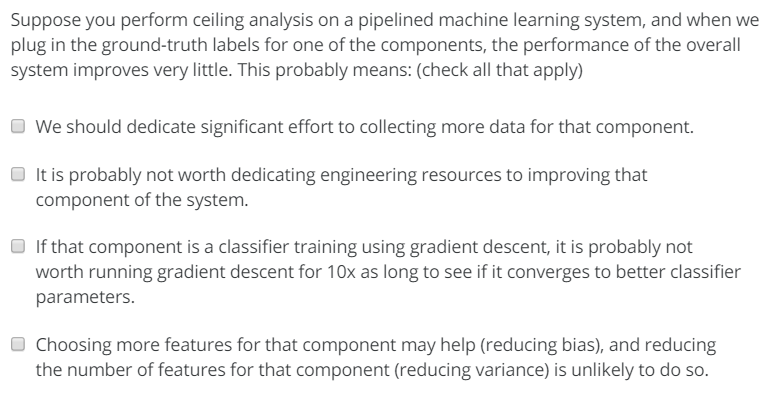 Suppose you perform ceiling analysis on a pipelined machine learning system, and when we
plug in the ground-truth labels for one of the components, the performance of the overall
system improves very little. This probably means: (check all that apply)
We should dedicate significant effort to collecting more data for that component.
It is probably not worth dedicating engineering resources to improving that
component of the system.
If that component is a classifier training using gradient descent, it is probably not
worth running gradient descent for 10x as long to see if it converges to better classifier
parameters.
Choosing more features for that component may help (reducing bias), and reducing
the number of features for that component (reducing variance) is unlikely to do so.